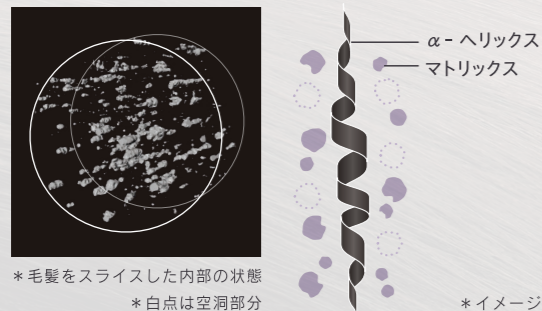 α-ヘリックス
マトリックス
＊毛髪をスライスした内部の状態
＊白点は空洞部分
＊イメージ